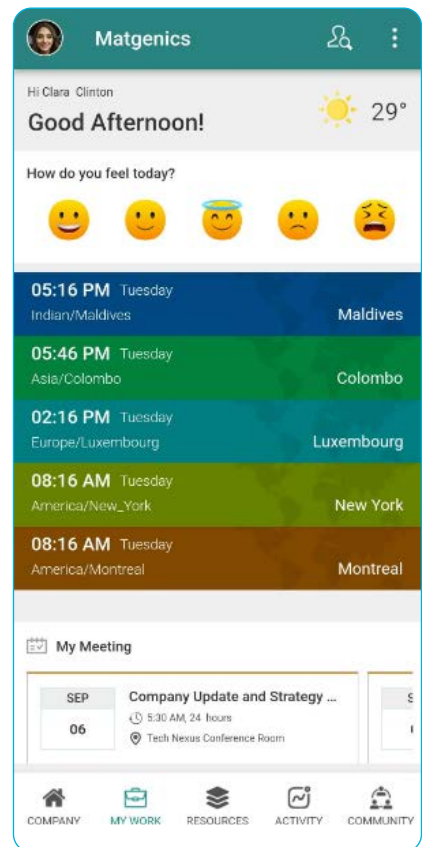 Matgenics
Hi Clara Clinton
Good Afternoon!
29°
How do you feel today?
05:16 PM Tuesday
Indian/Maldives
Maldives
05:46 PM Tuesday
Asia/Colombo
Colombo
02:16 PM Tuesday
Europe/Luxembourg
Luxembourg
08:16 AM Tuesday
America/New_York
New York
08:16 AM Tuesday
America/Montreal
Montreal
My Meeting
SEP
06
Company Update and Strategy ...
5:30 AM, 24 hours
Tech Nexus Conference Room
COMPANY
MY WORK
RESOURCES
ACTIVITY
COMMUNITY